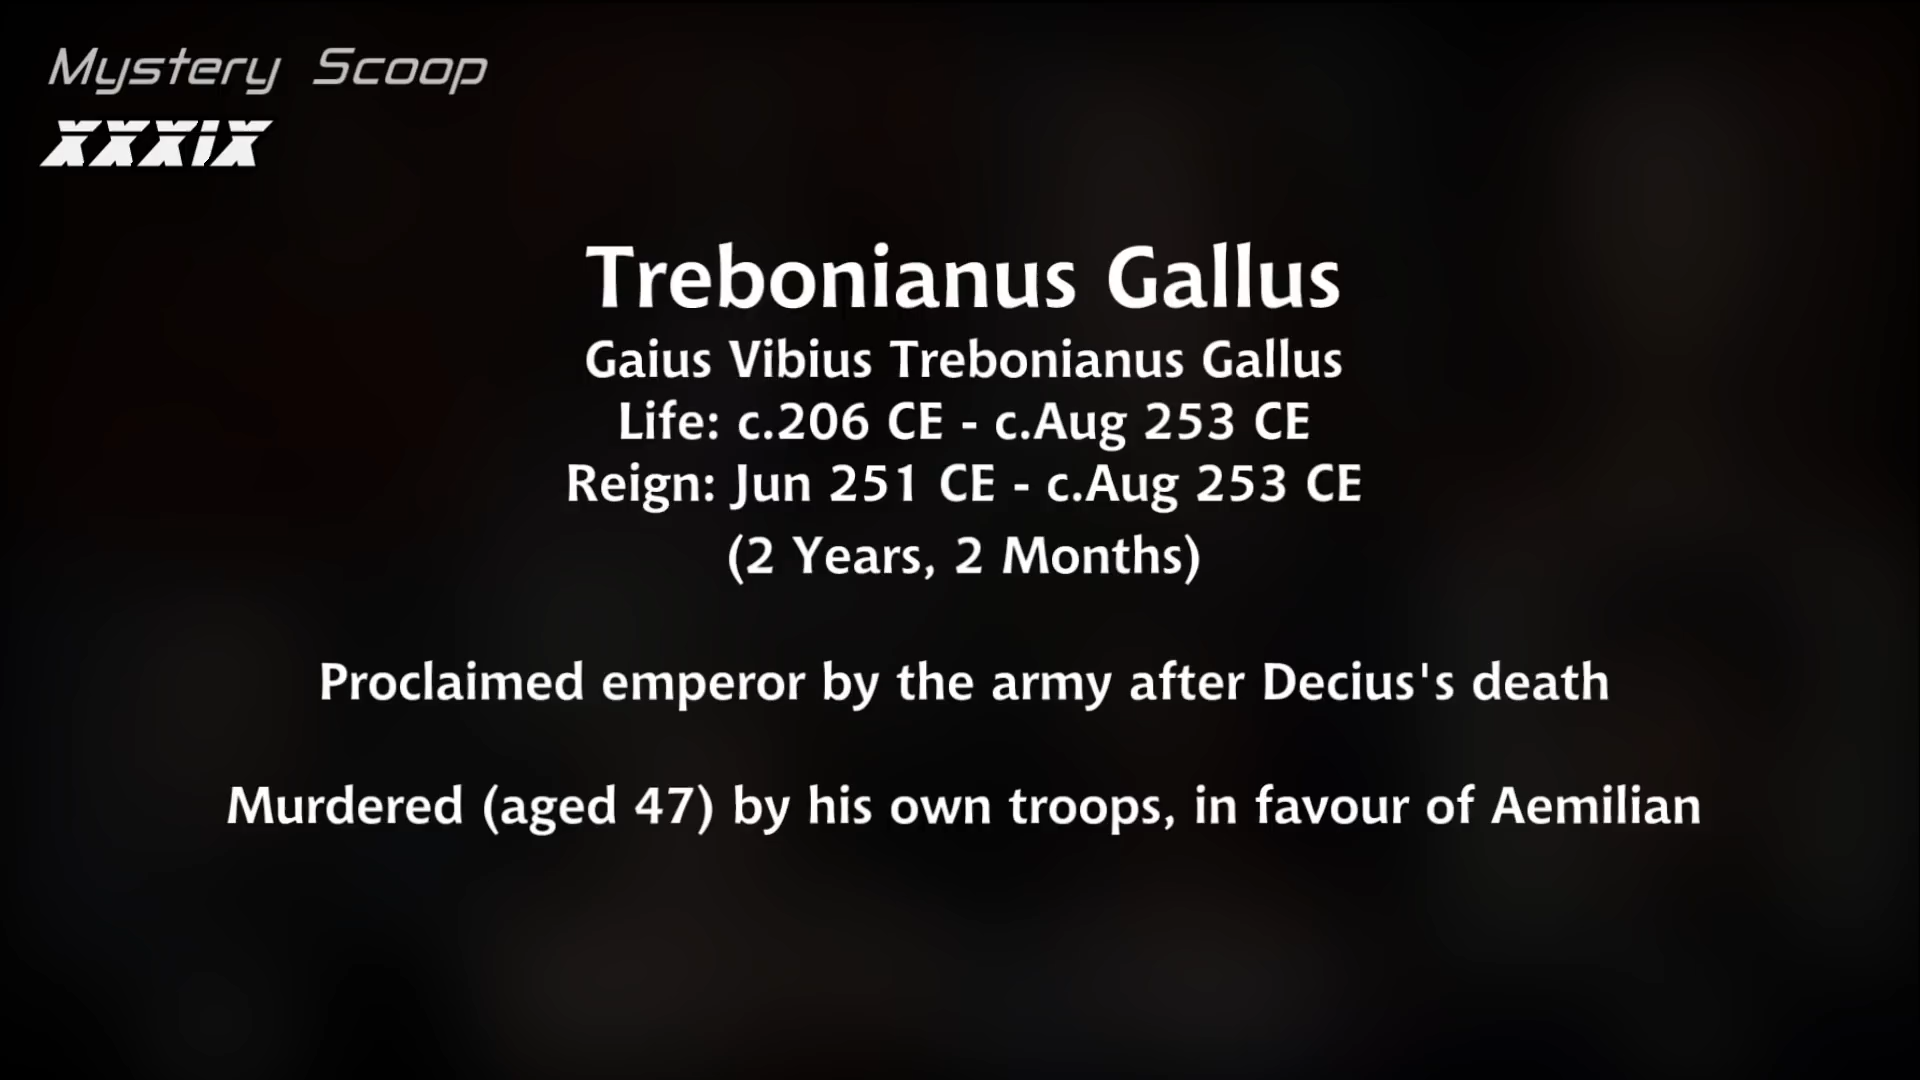 Mystery Scoop
XXXIX
Trebonianus Gallus
Gaius Vibius Trebonianus Gallus
Life: c.206 CE - c.Aug 253 CE
Reign: Jun 251 CE - c.Aug 253 CE
(2 Years, 2 Months)
Proclaimed emperor by the army after Decius's death
Murdered (aged 47) by his own troops, in favour of Aemilian